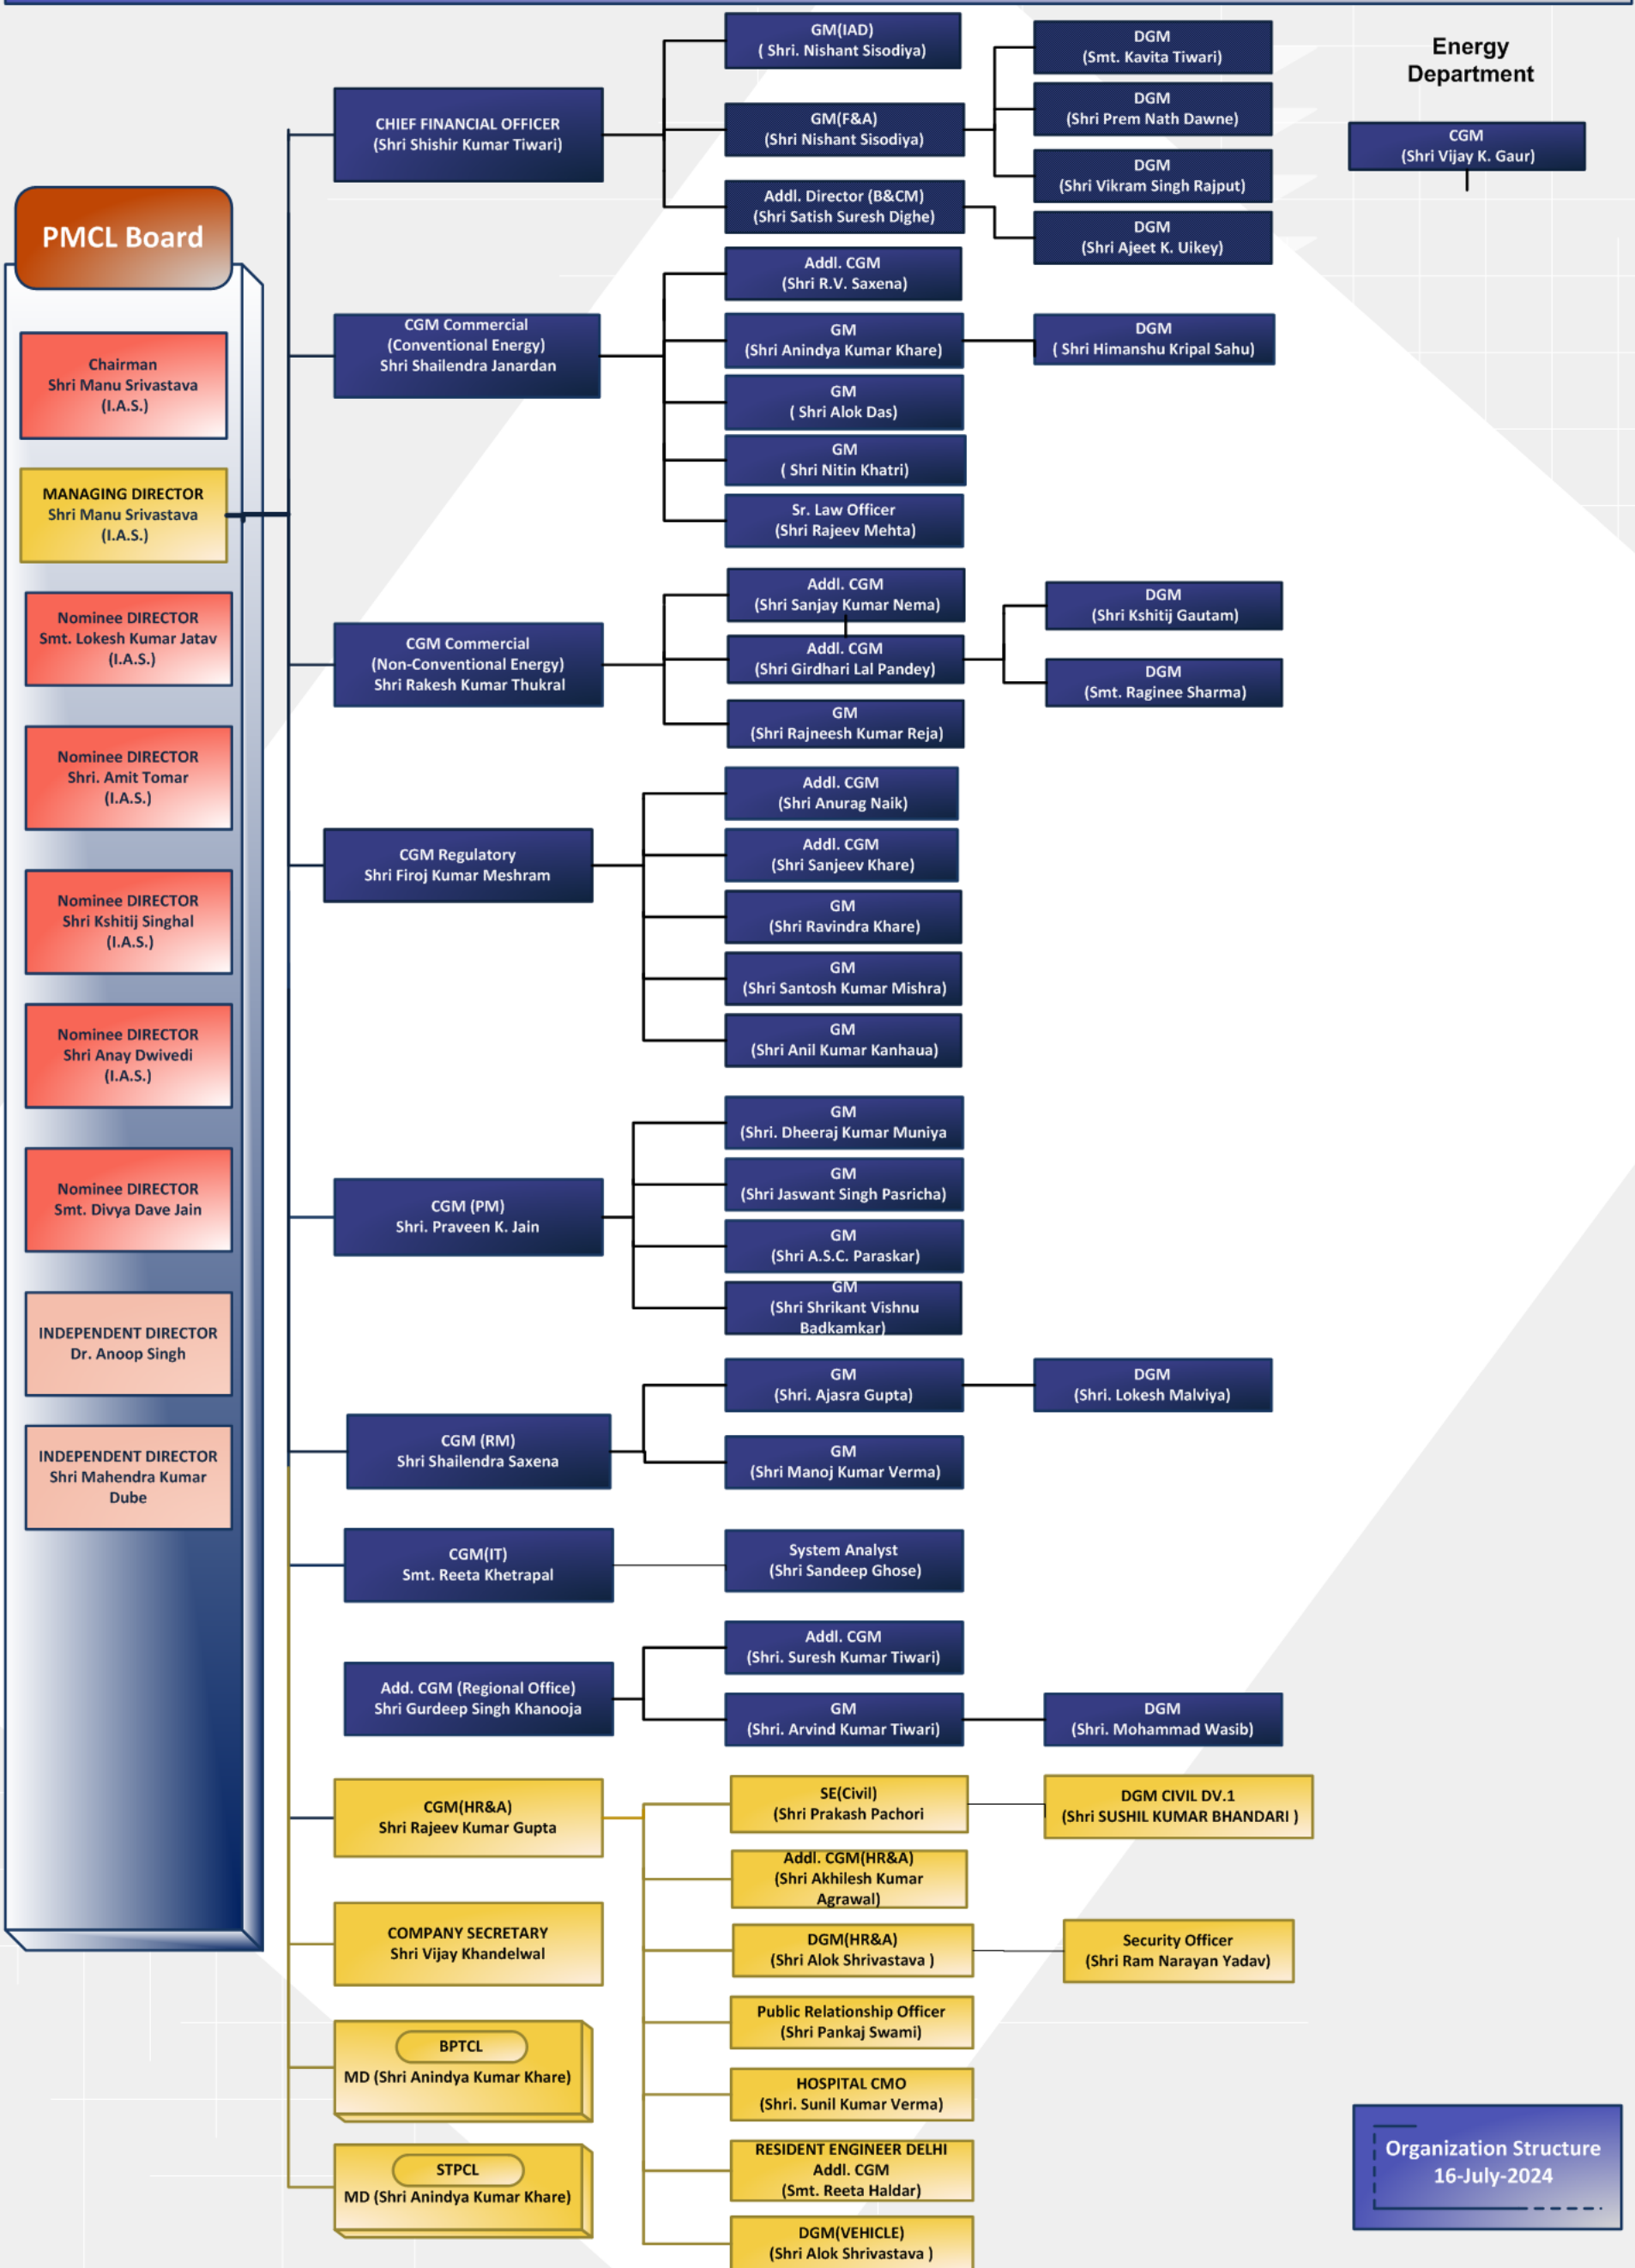 PMCL Board
Chairman
Shri Manu Srivastava
(I.A.S.)
MANAGING DIRECTOR
Shri Manu Srivastava
(I.A.S.)
Nominee DIRECTOR
Smt. Lokesh Kumar Jatav
(I.A.S.)
Nominee DIRECTOR
Shri. Amit Tomar
(I.A.S.)
Nominee DIRECTOR
Shri Kshitij Singhal
(I.A.S.)
Nominee DIRECTOR
Shri Anay Dwivedi
(I.A.S.)
Nominee DIRECTOR
Smt. Divya Dave Jain
INDEPENDENT DIRECTOR
Dr. Anoop Singh
INDEPENDENT DIRECTOR
Shri Mahendra Kumar
Dube
CHIEF FINANCIAL OFFICER
(Shri Shishir Kumar Tiwari)
GM(IAD)
( Shri. Nishant Sisodiya)
GM(F&A)
(Shri Nishant Sisodiya)
DGM
(Smt. Kavita Tiwari)
DGM
(Shri Prem Nath Dawne)
DGM
(Shri Vikram Singh Rajput)
Addl. Director (B&CM)
(Shri Satish Suresh Dighe)
DGM
(Shri Ajeet K. Uikey)
Energy
Department
CGM
(Shri Vijay K. Gaur)
CGM Commercial
(Conventional Energy)
Shri Shailendra Janardan
Addl. CGM
(Shri R.V. Saxena)
GM
(Shri Anindya Kumar Khare)
DGM
( Shri Himanshu Kripal Sahu)
GM
( Shri Alok Das)
GM
( Shri Nitin Khatri)
Sr. Law Officer
(Shri Rajeev Mehta)
CGM Commercial
(Non-Conventional Energy)
Shri Rakesh Kumar Thukral
Addl. CGM
(Shri Sanjay Kumar Nema)
Addl. CGM
(Shri Girdhari Lal Pandey)
DGM
(Shri Kshitij Gautam)
DGM
(Smt. Raginee Sharma)
GM
(Shri Rajneesh Kumar Reja)
CGM Regulatory
Shri Firoj Kumar Meshram
Addl. CGM
(Shri Anurag Naik)
Addl. CGM
(Shri Sanjeev Khare)
GM
(Shri Ravindra Khare)
GM
(Shri Santosh Kumar Mishra)
GM
(Shri Anil Kumar Kanhaua)
CGM (PM)
Shri. Praveen K. Jain
GM
(Shri. Dheeraj Kumar Muniya
GM
(Shri Jaswant Singh Pasricha)
GM
(Shri A.S.C. Paraskar)
GM
(Shri Shrikant Vishnu
Badkamkar)
CGM (RM)
Shri Shailendra Saxena
GM
(Shri. Ajasra Gupta)
DGM
(Shri. Lokesh Malviya)
GM
(Shri Manoj Kumar Verma)
CGM(IT)
Smt. Reeta Khetrapal
System Analyst
(Shri Sandeep Ghose)
Add. CGM (Regional Office)
Shri Gurdeep Singh Khanooja
Addl. CGM
(Shri. Suresh Kumar Tiwari)
GM
(Shri. Arvind Kumar Tiwari)
DGM
(Shri. Mohammad Wasib)
CGM(HR&A)
Shri Rajeev Kumar Gupta
SE(Civil)
(Shri Prakash Pachori
DGM CIVIL DV.1
(Shri SUSHIL KUMAR BHANDARI )
Addl. CGM(HR&A)
(Shri Akhilesh Kumar
Agrawal)
DGM(HR&A)
(Shri Alok Shrivastava )
Security Officer
(Shri Ram Narayan Yadav)
Public Relationship Officer
(Shri Pankaj Swami)
HOSPITAL CMO
(Shri. Sunil Kumar Verma)
RESIDENT ENGINEER DELHI
Addl. CGM
(Smt. Reeta Haldar)
DGM(VEHICLE)
(Shri Alok Shrivastava )
COMPANY SECRETARY
Shri Vijay Khandelwal
BPTCL
MD (Shri Anindya Kumar Khare)
STPCL
MD (Shri Anindya Kumar Khare)
Organization Structure
16-July-2024